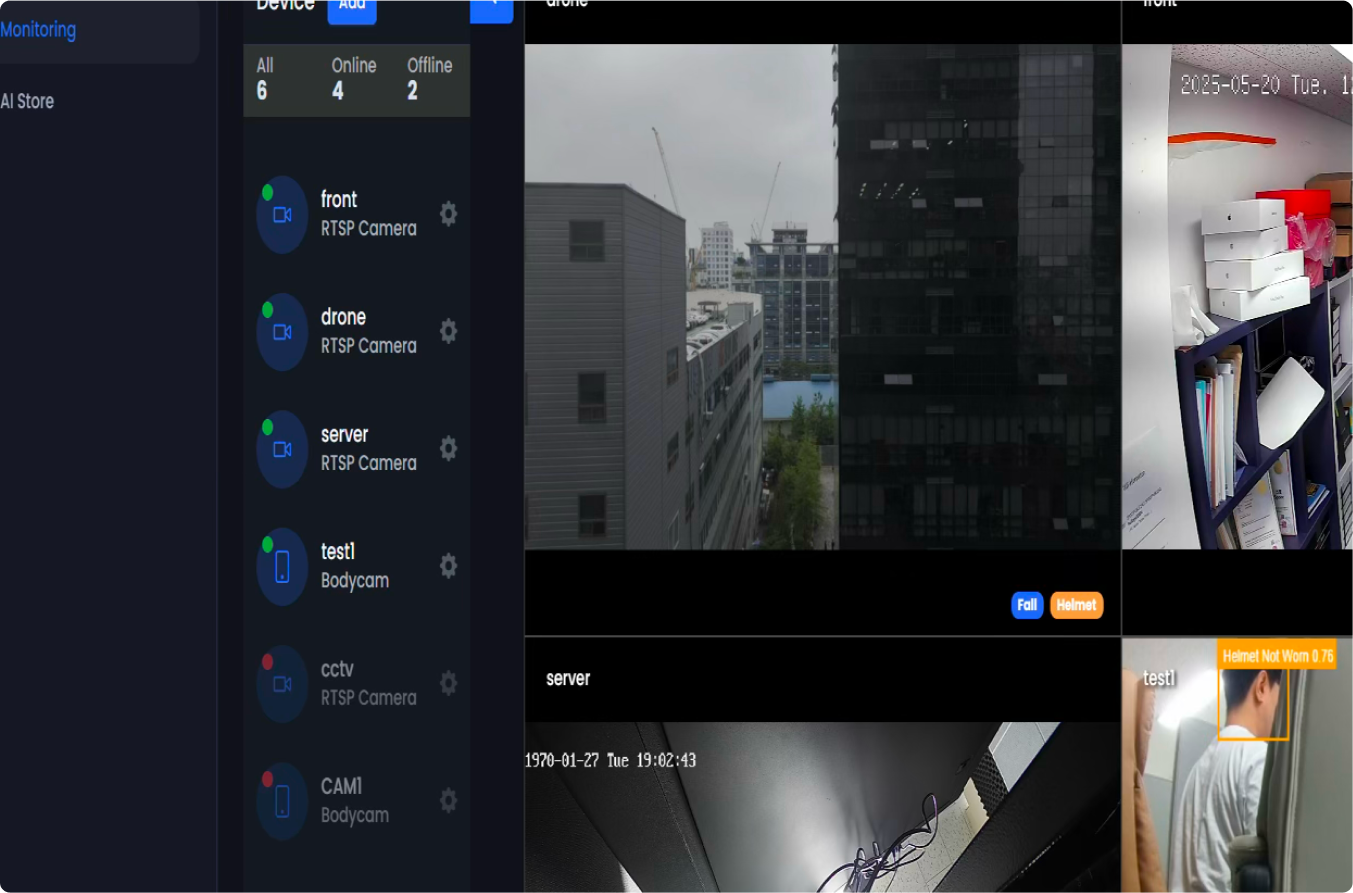 Monitoring
AI Store
Device
Add
All
Online
Offline
6
4
2
front
RTSP Camera
drone
RTSP Camera
server
RTSP Camera
test1
Bodycam
cctv
RTSP Camera
CAM1
Bodycam
drone
Fall
Helmet
front
2025-05-20 Tue. 1
server
1970-01-27 Tue 19:02:43
test1
Helmet Not Worn 0.76